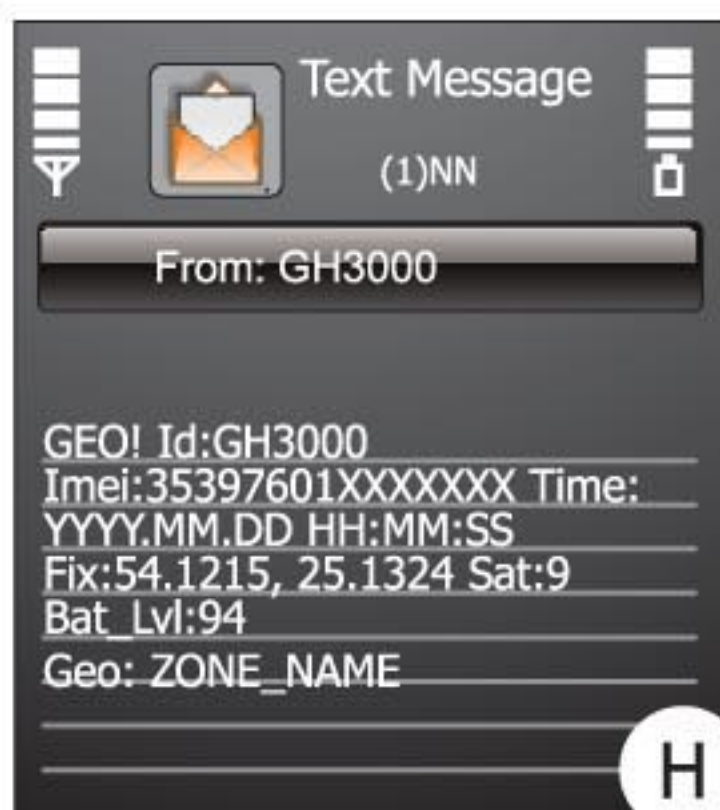 Text Message
(1)NN
From: GH3000
GEO! Id:GH3000
Imei:35397601XXXXXXX Time:
YYYY.MM.DD HH:MM:SS
Fix:54.1215, 25.1324 Sat:9
Bat_Lvl:94
Geo: ZONE_NAME
H